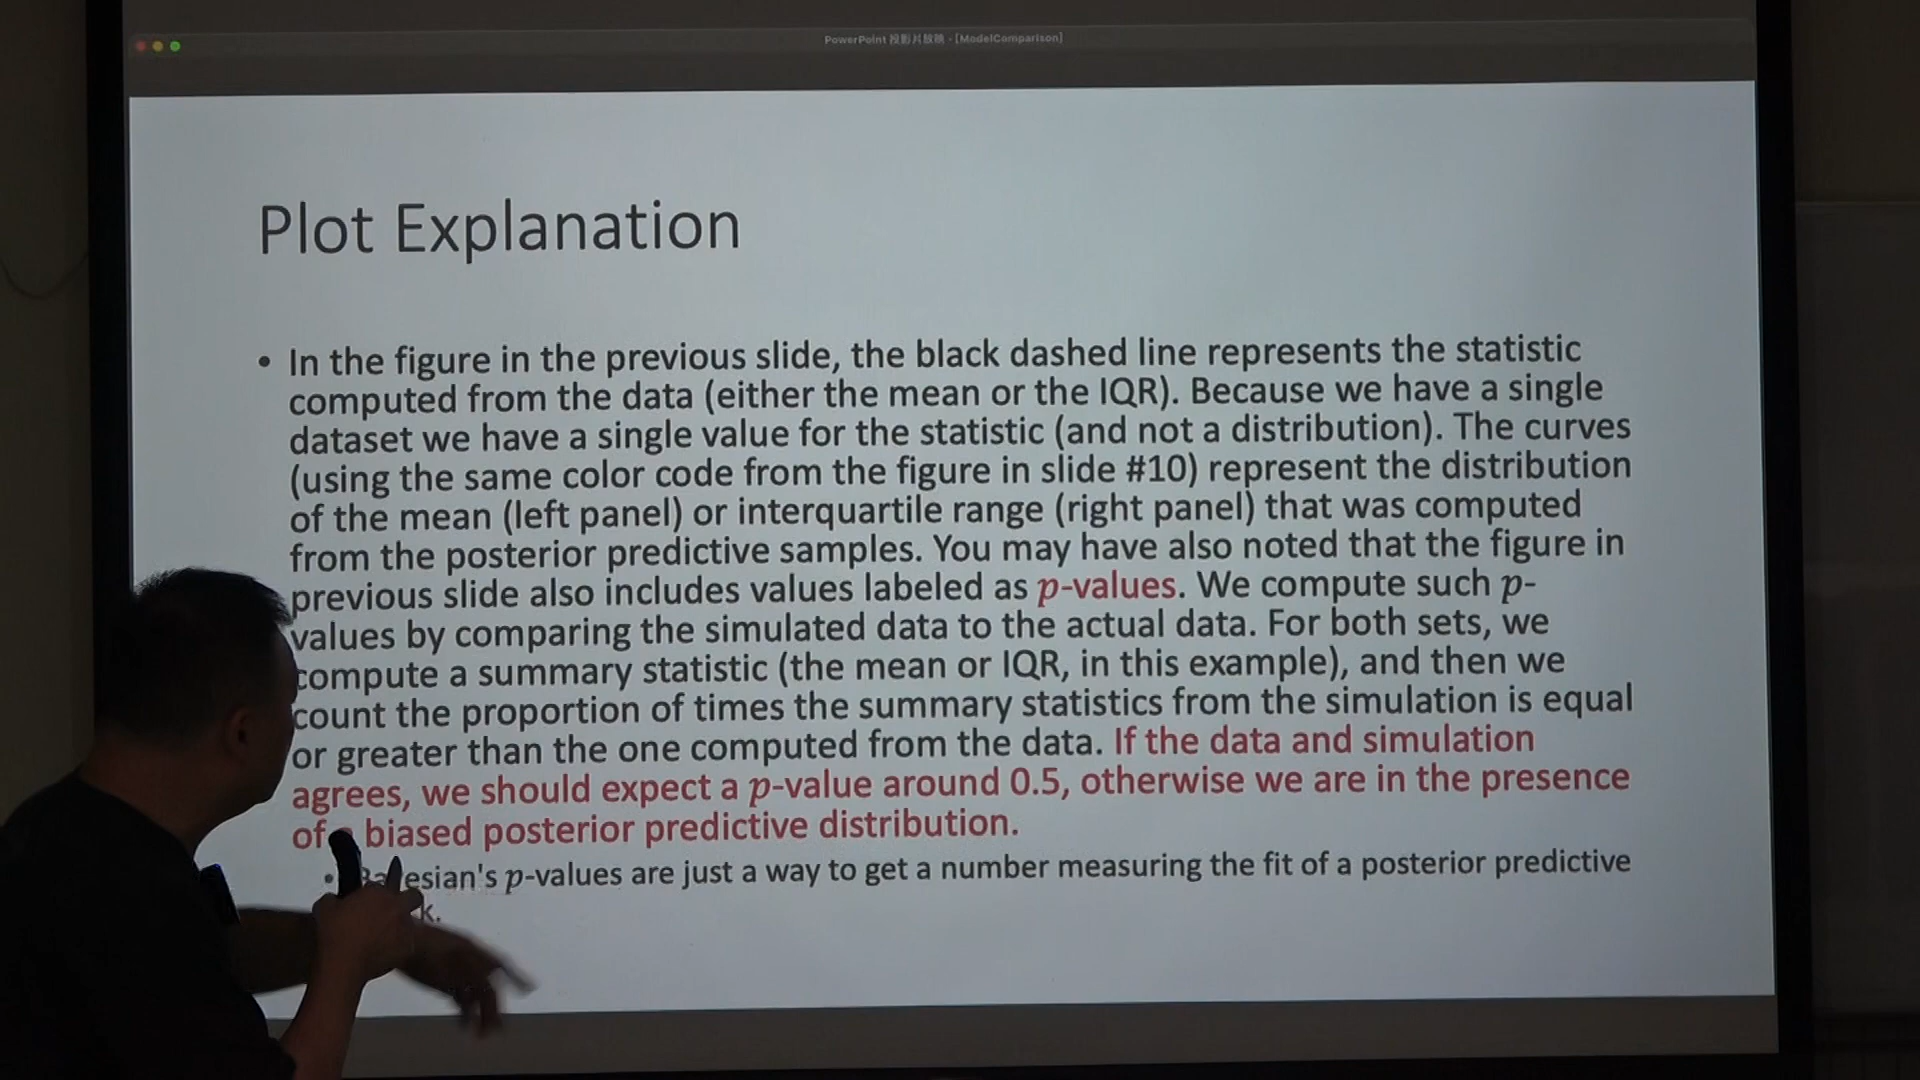 PowerPoint 投影片放映 - [ModelComparison]
Plot Explanation
• In the figure in the previous slide, the black dashed line represents the statistic
computed from the data (either the mean or the IQR). Because we have a single
dataset we have a single value for the statistic (and not a distribution). The curves
(using the same color code from the figure in slide #10) represent the distribution
of the mean (left panel) or interquartile range (right panel) that was computed
from the posterior predictive samples. You may have also noted that the figure in
previous slide also includes values labeled as p-values. We compute such p-
values by comparing the simulated data to the actual data. For both sets, we
compute a summary statistic (the mean or IQR, in this example), and then we
count the proportion of times the summary statistics from the simulation is equal
or greater than the one computed from the data. If the data and simulation
agrees, we should expect a p-value around 0.5, otherwise we are in the presence
of biased posterior predictive distribution.
• p-values are just a way to get a number measuring the fit of a posterior predictive